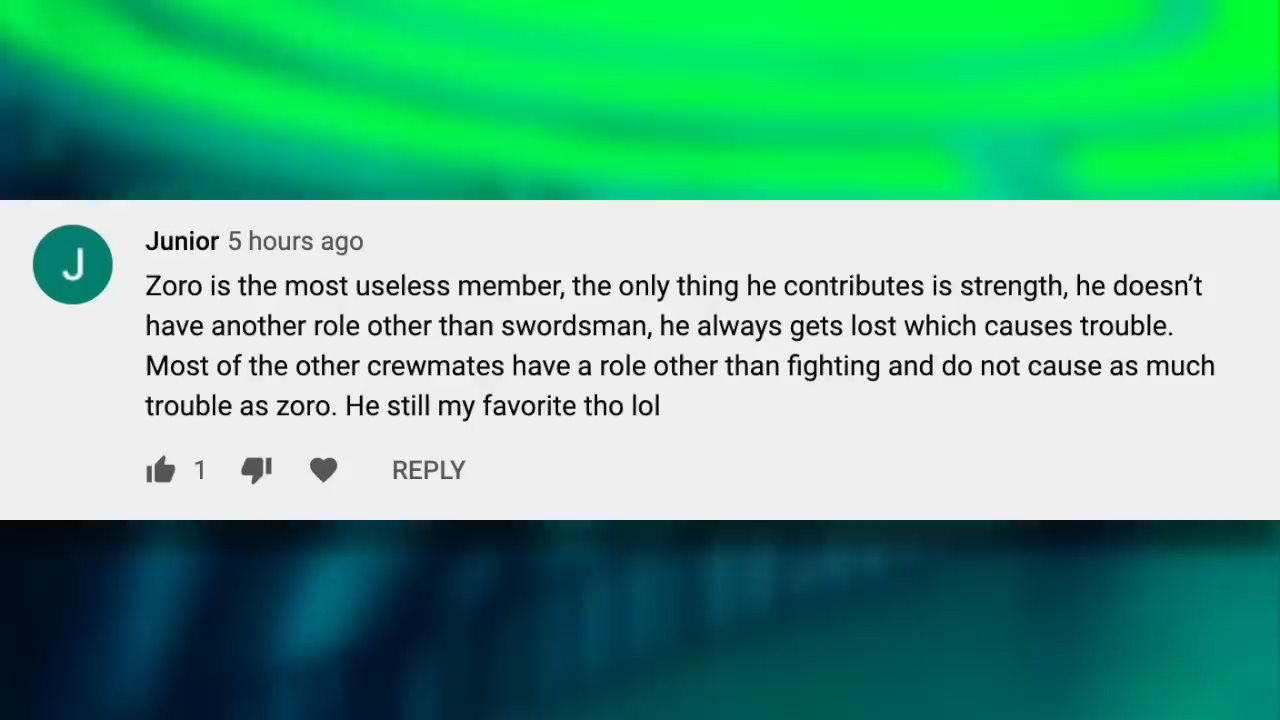 J
Junior 5 hours ago
Zoro is the most useless member, the only thing he contributes is strength, he doesn’t
have another role other than swordsman, he always gets lost which causes trouble.
Most of the other crewmates have a role other than fighting and do not cause as much
trouble as zoro. He still my favorite tho lol
1 REPLY